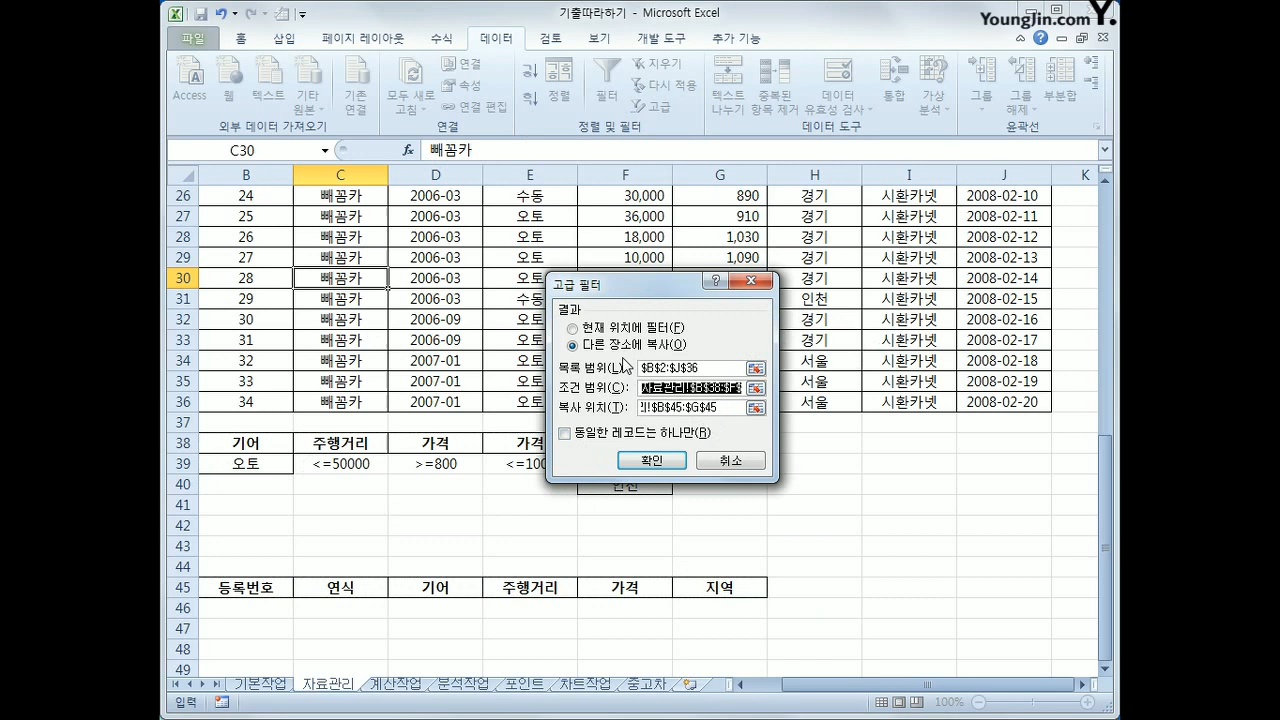 기출따라하기 - Microsoft Excel
YoungJin.com Y.
파일 홈 삽입 페이지 레이아웃 수식 데이터 검토 보기 개발 도구 추가 기능
Access 웹 텍스트 기타 원본 기존 연결 모두 새로 고침 연결 속성 연결 편집 정렬 필터 지우기 다시 적용 고급 텍스트 나누기 중복된 항목 제거 데이터 유효성 검사 통합 가상 분석 그룹 그룹 해제 부분합
외부 데이터 가져오기 연결 정렬 및 필터 데이터 도구 윤곽선
C30 fx 빼꼼카
B C D E F G H I J K
26 24 빼꼼카 2006-03 수동 30,000 890 경기 시환카넷 2008-02-10
27 25 빼꼼카 2006-03 오토 36,000 910 경기 시환카넷 2008-02-11
28 26 빼꼼카 2006-03 오토 18,000 1,030 경기 시환카넷 2008-02-12
29 27 빼꼼카 2006-03 오토 10,000 1,090 경기 시환카넷 2008-02-13
30 28 빼꼼카 2006-03 오토 경기 시환카넷 2008-02-14
31 29 빼꼼카 2006-03 수동 인천 시환카넷 2008-02-15
32 30 빼꼼카 2006-09 오토 경기 시환카넷 2008-02-16
33 31 빼꼼카 2006-09 오토 경기 시환카넷 2008-02-17
34 32 빼꼼카 2007-01 오토 서울 시환카넷 2008-02-18
35 33 빼꼼카 2007-01 오토 서울 시환카넷 2008-02-19
36 34 빼꼼카 2007-01 오토 서울 시환카넷 2008-02-20
37
38 기어 주행거리 가격 가격
39 오토 <=50000 >=800 <=100
40 인천
41
42
43
44
45 등록번호 연식 기어 주행거리 가격 지역
46
47
48
49
고급 필터
결과
현재 위치에 필터(F)
다른 장소에 복사(O)
목록 범위(L): $B$2:$J$36
조건 범위(C): 자료관리!$B$38:$F$
복사 위치(T): !$B$45:$G$45
동일한 레코드는 하나만(R)
확인 취소
기본작업 자료관리 계산작업 분석작업 포인트 차트작업 중고차
입력 100%